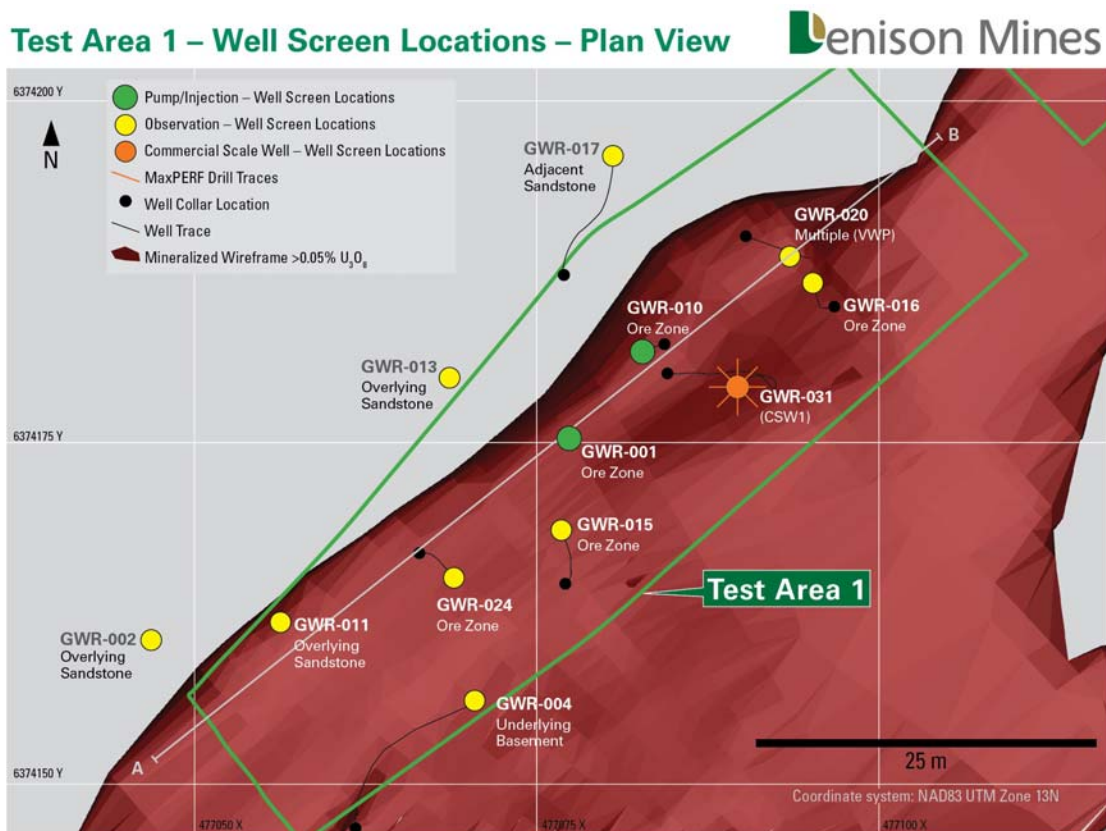 Test Area 1 – Well Screen Locations – Plan View
Denison Mines
6374200 Y
N
Pump/Injection – Well Screen Locations
Observation – Well Screen Locations
Commercial Scale Well – Well Screen Locations
MaxPERF Drill Traces
Well Collar Location
Well Trace
Mineralized Wireframe >0.05% U₃O₈
GWR-017
Adjacent
Sandstone
B
GWR-020
Multiple (VWP)
GWR-010
Ore Zone
GWR-016
Ore Zone
GWR-013
Overlying
Sandstone
GWR-031
(CSW1)
6374175 Y
GWR-001
Ore Zone
GWR-015
Ore Zone
Test Area 1
GWR-024
Ore Zone
GWR-011
Overlying
Sandstone
GWR-002
Overlying
Sandstone
GWR-004
Underlying
Basement
A
25 m
6374150 Y
Coordinate system: NAD83 UTM Zone 13N
477050 X
477075 X
477100 X